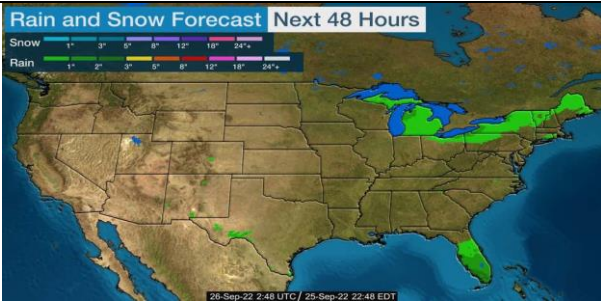 Rain and Snow Forecast Next 48 Hours
Snow 1" 3" 5" 8" 12" 18" 24"+
Rain 1" 2" 3" 5" 8" 12" 18" 24"+
26-Sep-22 2:48 UTC / 25-Sep-22 22:48 EDT